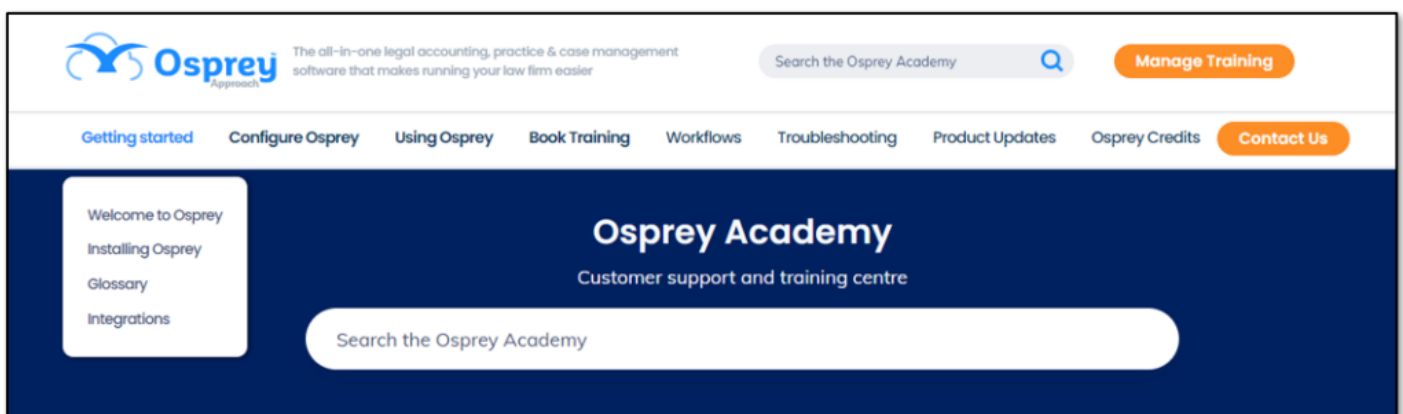 Osprey
Approach
The all-in-one legal accounting, practice & case management
software that makes running your law firm easier
Search the Osprey Academy
Manage Training
Getting started Configure Osprey Using Osprey Book Training Workflows Troubleshooting Product Updates Osprey Credits Contact Us
Welcome to Osprey
Installing Osprey
Glossary
Integrations
Osprey Academy
Customer support and training centre
Search the Osprey Academy